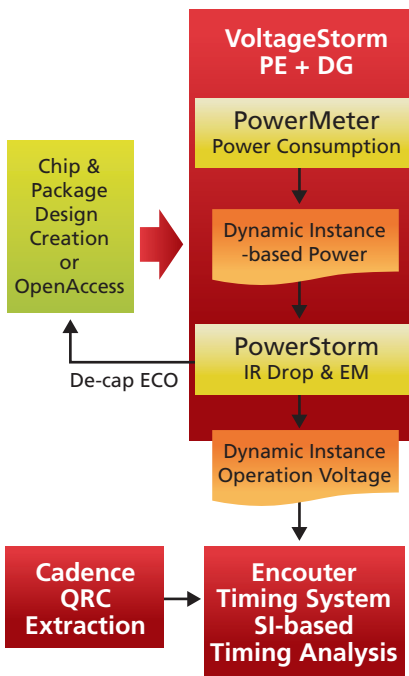 VoltageStorm
PE + DG
PowerMeter
Power Consumption
Chip &
Package
Design
Creation
or
OpenAccess
Dynamic Instance
-based Power
PowerStorm
IR Drop & EM
De-cap ECO
Dynamic Instance
Operation Voltage
Cadence
QRC
Extraction
Encouter
Timing System
SI-based
Timing Analysis